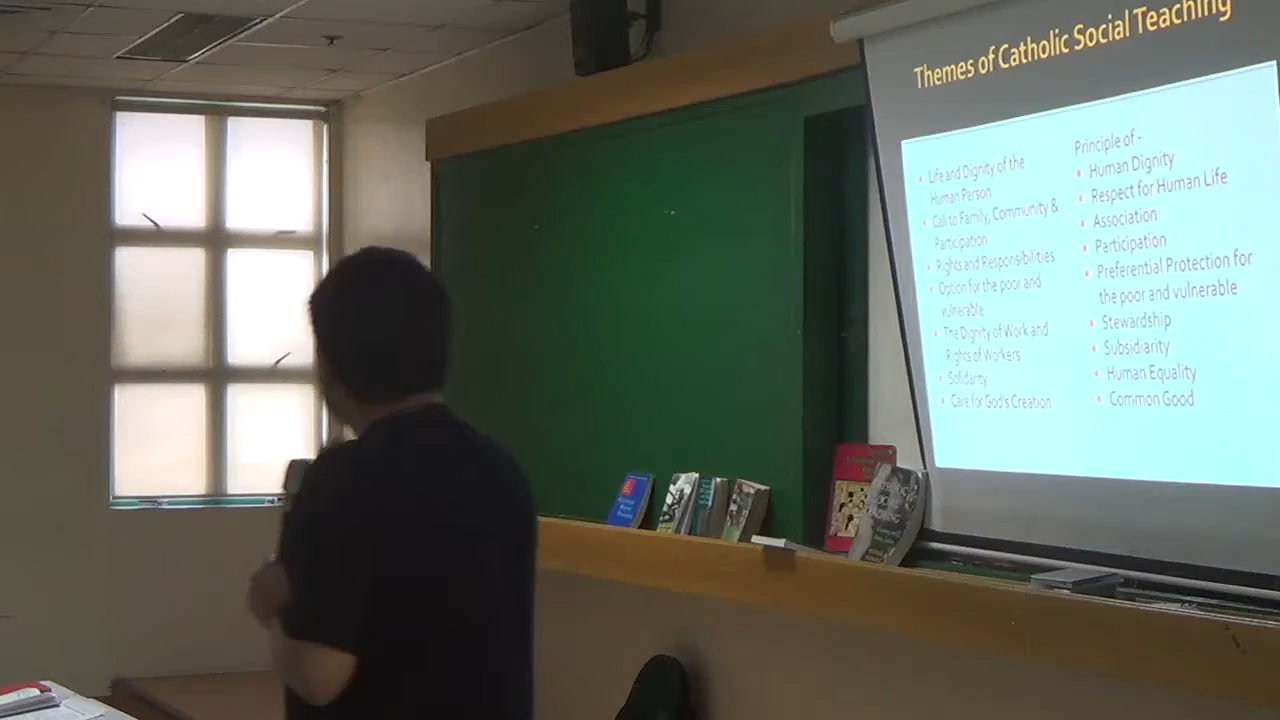 Themes of Catholic Social Teaching
Life and Dignity of the
Human Person
Call to Family, Community &
Participation
Rights and Responsibilities
Option for the poor and
vulnerable
The Dignity of Work and
Rights of Workers
Solidarity
Care for God's Creation
Principle of -
Human Dignity
Respect for Human Life
Association
Participation
Preferential Protection for
the poor and vulnerable
Stewardship
Subsidiarity
Human Equality
Common Good